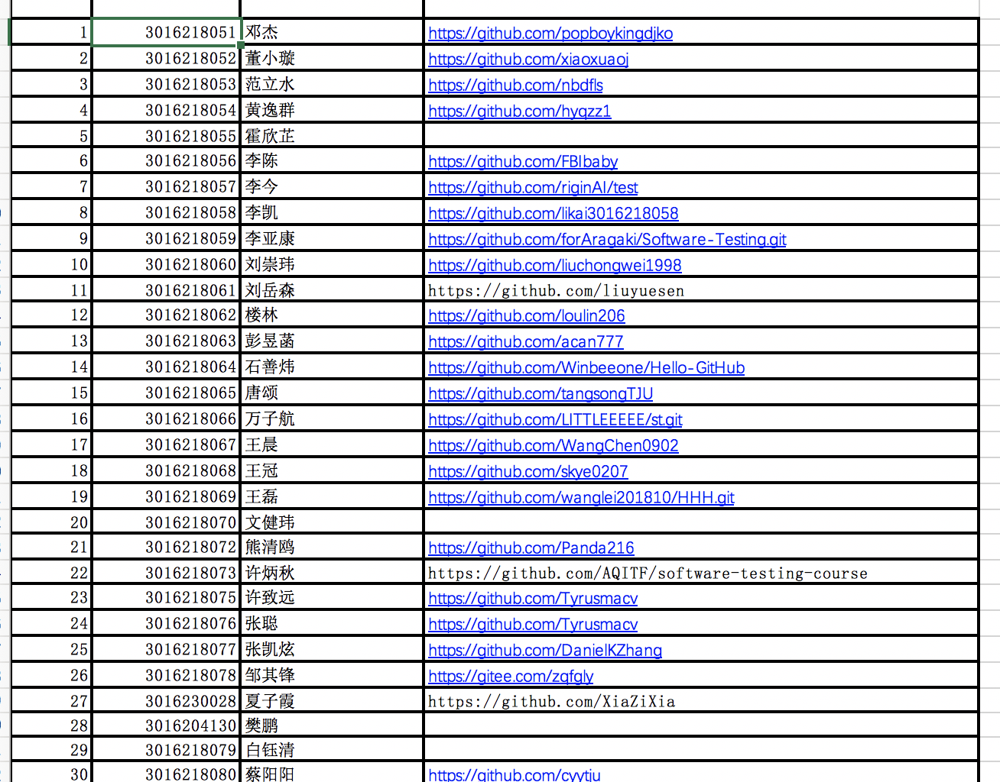 1 3016218051 邓杰 https://github.com/popboykingdjko
2 3016218052 董小璇 https://github.com/xiaoxuaoj
3 3016218053 范立水 https://github.com/nbdfls
4 3016218054 黄逸群 https://github.com/hyqzz1
5 3016218055 霍欣芷
6 3016218056 李陈 https://github.com/FBIbaby
7 3016218057 李今 https://github.com/riginAI/test
8 3016218058 李凯 https://github.com/likai3016218058
9 3016218059 李亚康 https://github.com/forAragaki/Software-Testing.git
10 3016218060 刘崇玮 https://github.com/liuchongwei1998
11 3016218061 刘岳森 https://github.com/liuyuesen
12 3016218062 楼林 https://github.com/loulin206
13 3016218063 彭昱菡 https://github.com/acan777
14 3016218064 石善炜 https://github.com/Winbeeone/Hello-GitHub
15 3016218065 唐颂 https://github.com/tangsongTJU
16 3016218066 万子航 https://github.com/LITTLEEEEE/st.git
17 3016218067 王晨 https://github.com/WangChen0902
18 3016218068 王冠 https://github.com/skye0207
19 3016218069 王磊 https://github.com/wanglei201810/HHH.git
20 3016218070 文健玮
21 3016218072 熊清鸥 https://github.com/Panda216
22 3016218073 许炳秋 https://github.com/AQITF/software-testing-course
23 3016218075 许致远 https://github.com/Tyrusmacv
24 3016218076 张聪 https://github.com/Tyrusmacv
25 3016218077 张凯炫 https://github.com/DanielKZhang
26 3016218078 邹其锋 https://gitee.com/zqfgly
27 3016230028 夏子霞 https://github.com/XiaZiXia
28 3016204130 樊鹏
29 3016218079 白钰清
30 3016218080 蔡阳阳 https://github.com/cyytju